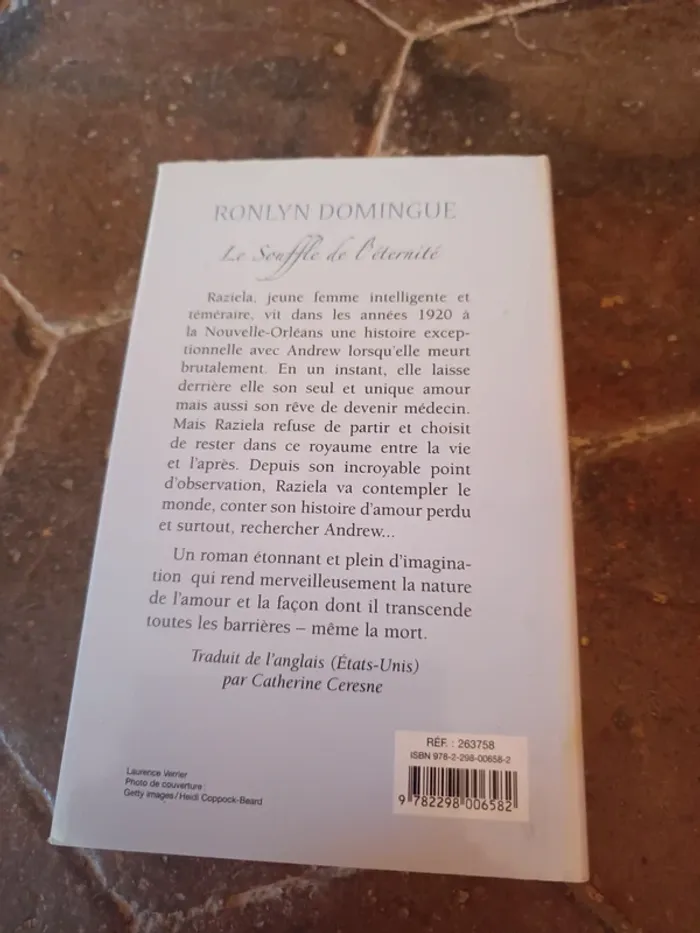 RONLYN DOMINGUE
Le Souffle de l'éternité
Raziela, jeune femme intelligente et
téméraire, vit dans les années 1920 à
la Nouvelle-Orléans une histoire excep-
tionnelle avec Andrew lorsqu'elle meurt
brutalement. En un instant, elle laisse
derrière elle son seul et unique amour
mais aussi son rêve de devenir médecin.
Mais Raziela refuse de partir et choisit
de rester dans ce royaume entre la vie
et l'après. Depuis son incroyable point
d'observation, Raziela va contempler le
monde, conter son histoire d'amour perdu
et surtout, rechercher Andrew...
Un roman étonnant et plein d'imagina-
tion qui rend merveilleusement la nature
de l'amour et la façon dont il transcende
toutes les barrières – même la mort.
Traduit de l'anglais (États-Unis)
par Catherine Ceresne
Laurence Verrier
Photo de couverture :
Getty images / Heidi Coppock-Beard
RÉF. : 263758
ISBN 978-2-298-00658-2
9 782298 006582